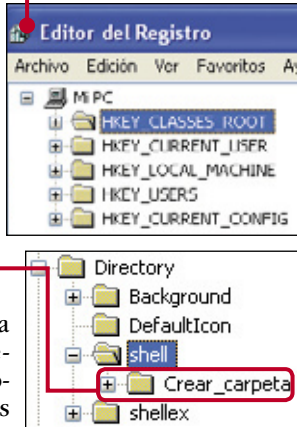 Editor del Registro
Archivo Edición Ver Favoritos Ay
Mi PC
HKEY_CLASSES_ROOT
HKEY_CURRENT_USER
HKEY_LOCAL_MACHINE
HKEY_USERS
HKEY_CURRENT_CONFIG
Directory
Background
DefaultIcon
shell
Crear_carpeta
shellex
a
e-
o-
s